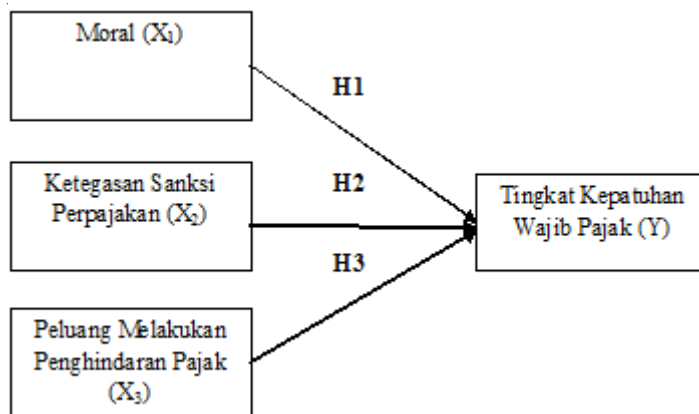 Moral (X₁)
H1
Ketegasan Sanksi
Perpajakan (X₂)
H2
Tingkat Kepatuhan
Wajib Pajak (Y)
H3
Peluang Melakukan
Penghindaran Pajak
(X₃)